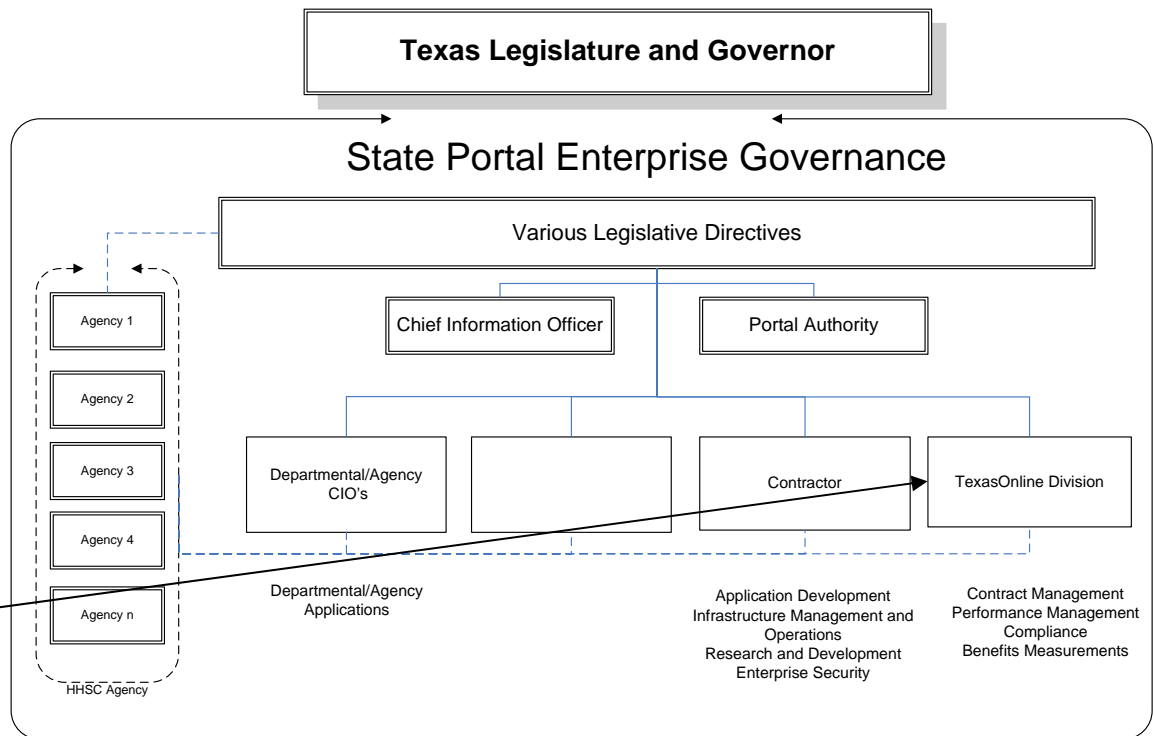 Texas Legislature and Governor
State Portal Enterprise Governance
Various Legislative Directives
Chief Information Officer
Portal Authority
Agency 1
Agency 2
Agency 3
Agency 4
Agency n
HHSC Agency
Departmental/Agency
CIO's
Contractor
TexasOnline Division
Departmental/Agency
Applications
Application Development
Infrastructure Management and
Operations
Research and Development
Enterprise Security
Contract Management
Performance Management
Compliance
Benefits Measurements